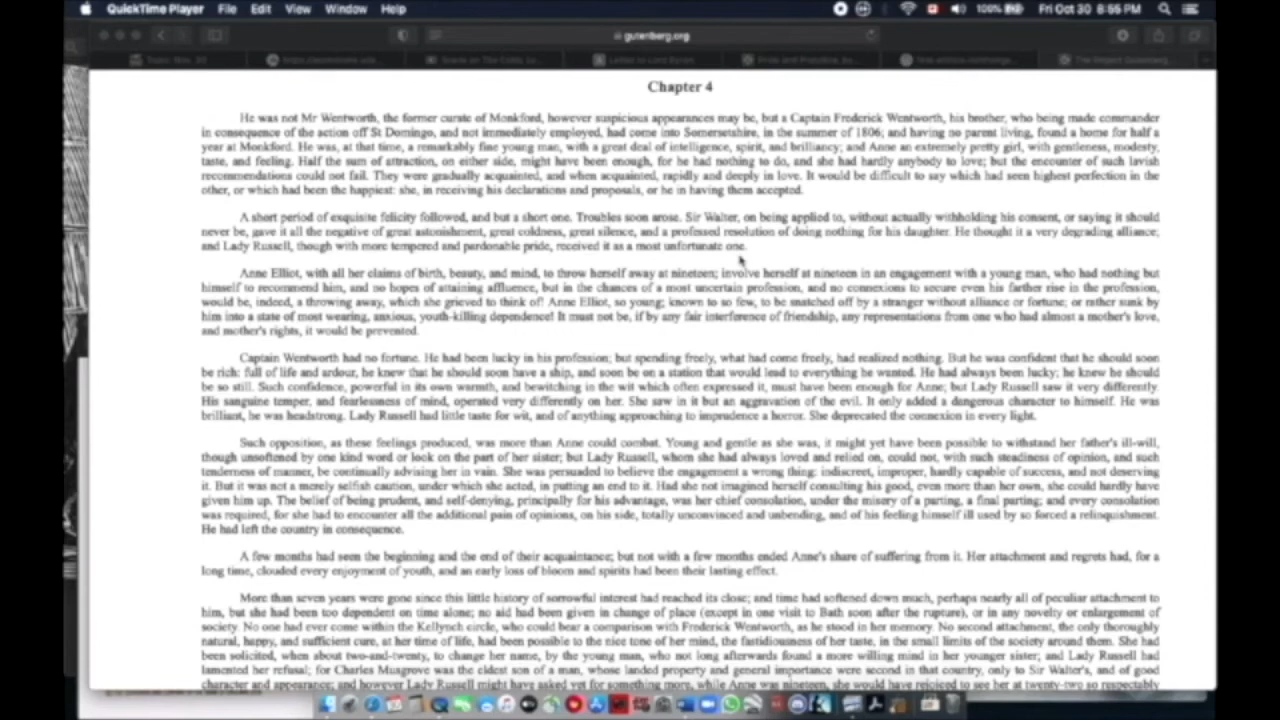 QuickTime Player File Edit View Window Help 100% Fri Oct 30 8:55 PM
gutenberg.org
Chapter 4
He was not Mr Wentworth, the former curate of Monkford, however suspicious appearances may be, but a Captain Frederick Wentworth, his brother, who being made commander
in consequence of the action off St Domingo, and not immediately employed, had come into Somersetshire, in the summer of 1806; and having no parent living, found a home for half a
year at Monkford. He was, at that time, a remarkably fine young man, with a great deal of intelligence, spirit, and brilliancy; and Anne an extremely pretty girl, with gentleness, modesty,
taste, and feeling. Half the sum of attraction, on either side, might have been enough, for he had nothing to do, and she had hardly anybody to love; but the encounter of such lavish
recommendations could not fail. They were gradually acquainted, and when acquainted, rapidly and deeply in love. It would be difficult to say which had seen highest perfection in the
other, or which had been the happiest: she, in receiving his declarations and proposals, or he in having them accepted.
A short period of exquisite felicity followed, and but a short one. Troubles soon arose. Sir Walter, on being applied to, without actually withholding his consent, or saying it should
never be, gave it all the negative of great astonishment, great coldness, great silence, and a professed resolution of doing nothing for his daughter. He thought it a very degrading alliance;
and Lady Russell, though with more tempered and pardonable pride, received it as a most unfortunate one.
Anne Elliot, with all her claims of birth, beauty, and mind, to throw herself away at nineteen; involve herself at nineteen in an engagement with a young man, who had nothing but
himself to recommend him, and no hopes of attaining affluence, but in the chances of a most uncertain profession, and no connexions to secure even his farther rise in the profession,
would be, indeed, a throwing away, which she grieved to think of! Anne Elliot, so young; known to so few, to be snatched off by a stranger without alliance or fortune; or rather sunk by
him into a state of most wearing, anxious, youth-killing dependence! It must not be, if by any fair interference of friendship, any representations from one who had almost a mother's love,
and mother's rights, it would be prevented.
Captain Wentworth had no fortune. He had been lucky in his profession; but spending freely, what had come freely, had realized nothing. But he was confident that he should soon
be rich: full of life and ardour, he knew that he should soon have a ship, and soon be on a station that would lead to everything he wanted. He had always been lucky; he knew he should
be so still. Such confidence, powerful in its own warmth, and bewitching in the wit which often expressed it, must have been enough for Anne; but Lady Russell saw it very differently.
His sanguine temper, and fearlessness of mind, operated very differently on her. She saw in it but an aggravation of the evil. It only added a dangerous character to himself. He was
brilliant, he was headstrong. Lady Russell had little taste for wit, and of anything approaching to imprudence a horror. She deprecated the connexion in every light.
Such opposition, as these feelings produced, was more than Anne could combat. Young and gentle as she was, it might yet have been possible to withstand her father's ill-will,
though unsoftened by one kind word or look on the part of her sister; but Lady Russell, whom she had always loved and relied on, could not, with such steadiness of opinion, and such
tenderness of manner, be continually advising her in vain. She was persuaded to believe the engagement a wrong thing: indiscreet, improper, hardly capable of success, and not deserving
it. But it was not a merely selfish caution, under which she acted, in putting an end to it. Had she not imagined herself consulting his good, even more than her own, she could hardly have
given him up. The belief of being prudent, and self-denying, principally for his advantage, was her chief consolation, under the misery of a parting, a final parting; and every consolation
was required, for she had to encounter all the additional pain of opinions, on his side, totally unconvinced and unbending, and of his feeling himself ill used by so forced a relinquishment.
He had left the country in consequence.
A few months had seen the beginning and the end of their acquaintance; but not with a few months ended Anne's share of suffering from it. Her attachment and regrets had, for a
long time, clouded every enjoyment of youth, and an early loss of bloom and spirits had been their lasting effect.
More than seven years were gone since this little history of sorrowful interest had reached its close; and time had softened down much, perhaps nearly all of peculiar attachment to
him, but she had been too dependent on time alone; no aid had been given in change of place (except in one visit to Bath soon after the rupture), or in any novelty or enlargement of
society. No one had ever come within the Kellynch circle, who could bear a comparison with Frederick Wentworth, as he stood in her memory. No second attachment, the only thoroughly
natural, happy, and sufficient cure, at her time of life, had been possible to the nice tone of her mind, the fastidiousness of her taste, in the small limits of the society around them. She had
been solicited, when about two-and-twenty, to change her name, by the young man, who not long afterwards found a more willing mind in her younger sister; and Lady Russell had
lamented her refusal; for Charles Musgrove was the eldest son of a man, whose landed property and general importance were second in that country, only to Sir Walter's, and of good
character and appearance; and however Lady Russell might have asked yet for something more, while Anne was nineteen, she would have rejoiced to see her at twenty-two so respectably